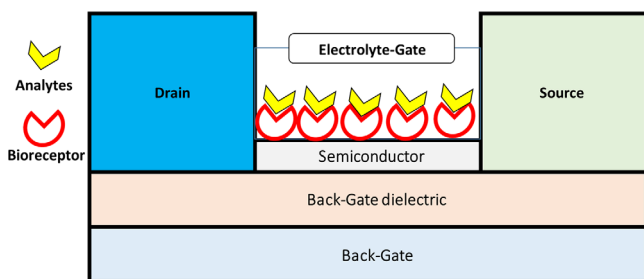 Electrolyte-Gate
Analytes
Drain
Source
Bioreceptor
Semiconductor
Back-Gate dielectric
Back-Gate